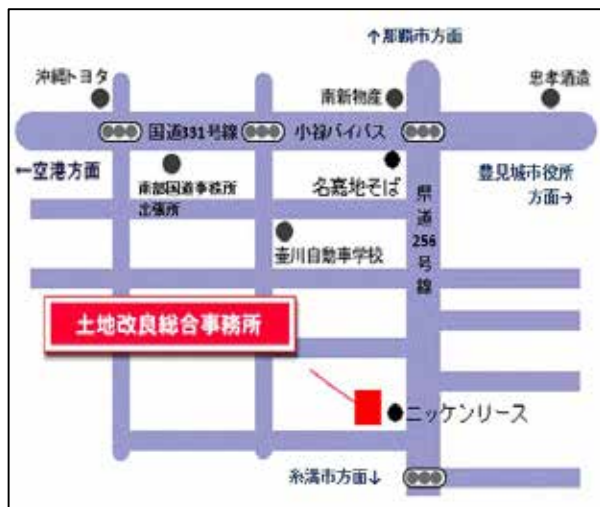 ↑那覇市方面
沖縄トヨタ
南新物産
忠孝酒造
国道331号線
小禄バイパス
←空港方面
南部国道事務所
出張所
名嘉地そば
豊見城市役所
方面→
県道256号線
壷川自動車学校
土地改良総合事務所
ニッケンリース
糸満市方面↓